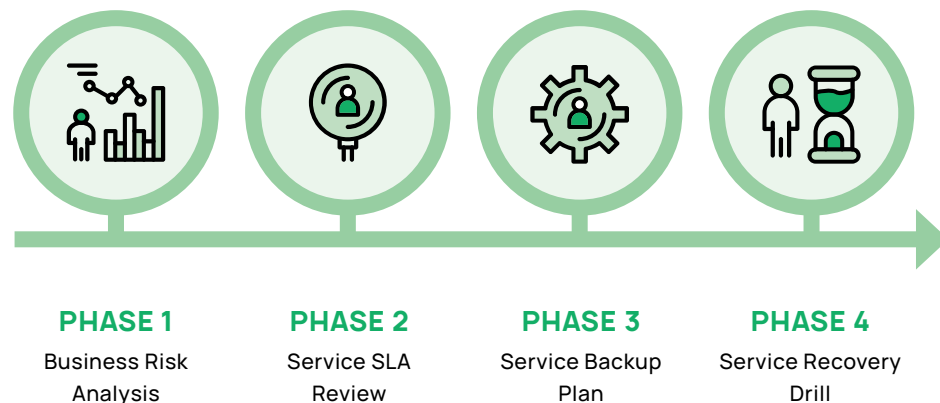 PHASE 1
Business Risk
Analysis
PHASE 2
Service SLA
Review
PHASE 3
Service Backup
Plan
PHASE 4
Service Recovery
Drill